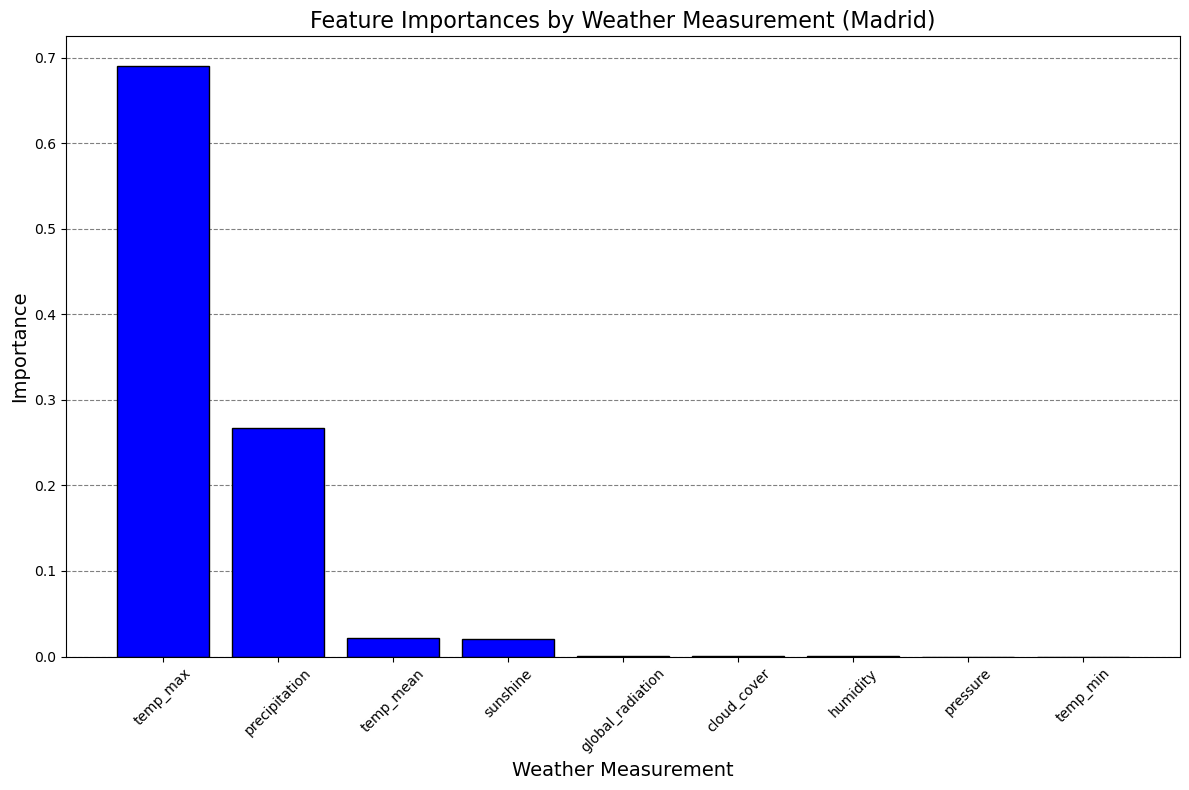 Feature Importances by Weather Measurement (Madrid)
Importance
0.7
0.6
0.5
0.4
0.3
0.2
0.1
0.0
temp_max
precipitation
temp_mean
sunshine
global_radiation
cloud_cover
humidity
pressure
temp_min
Weather Measurement